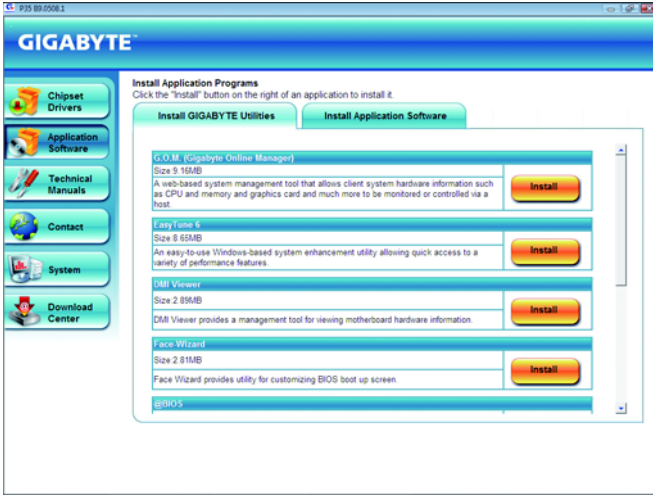 P35 B9.0508.1
GIGABYTE™
Chipset
Drivers
Application
Software
Technical
Manuals
Contact
System
Download
Center
Install Application Programs
Click the "Install" button on the right of an application to install it.
Install GIGABYTE Utilities
Install Application Software
G.O.M. (Gigabyte Online Manager)
Size:9.16MB
A web-based system management tool that allows client system hardware information such
as CPU and memory and graphics card and much more to be monitored or controlled via a
host.
Install
EasyTune 6
Size:8.65MB
An easy-to-use Windows-based system enhancement utility allowing quick access to a
variety of performance features.
Install
DMI Viewer
Size:2.89MB
DMI Viewer provides a management tool for viewing motherboard hardware information.
Install
Face-Wizard
Size:2.81MB
Face Wizard provides utility for customizing BIOS boot up screen.
Install
@BIOS